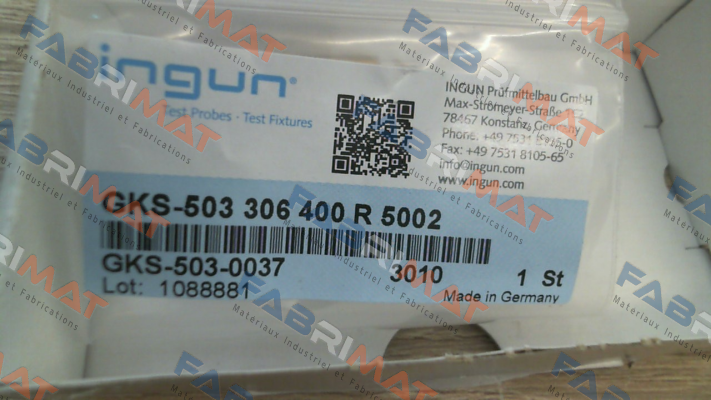 ingun
Test Probes · Test Fixtures
INGUN Prüfmittelbau GmbH
Max-Stromeyer-Straße
78467 Konstanz, Germany
Phone: +49 7531
Fax: +49 7531 8105-65
info@ingun.com
www.ingun.com
GKS-503 306 400 R 5002
GKS-503-0037 3010 1 St
Lot: 1088881
Made in Germany
FABRIMAT
Materiaux Industriel et Fabrications